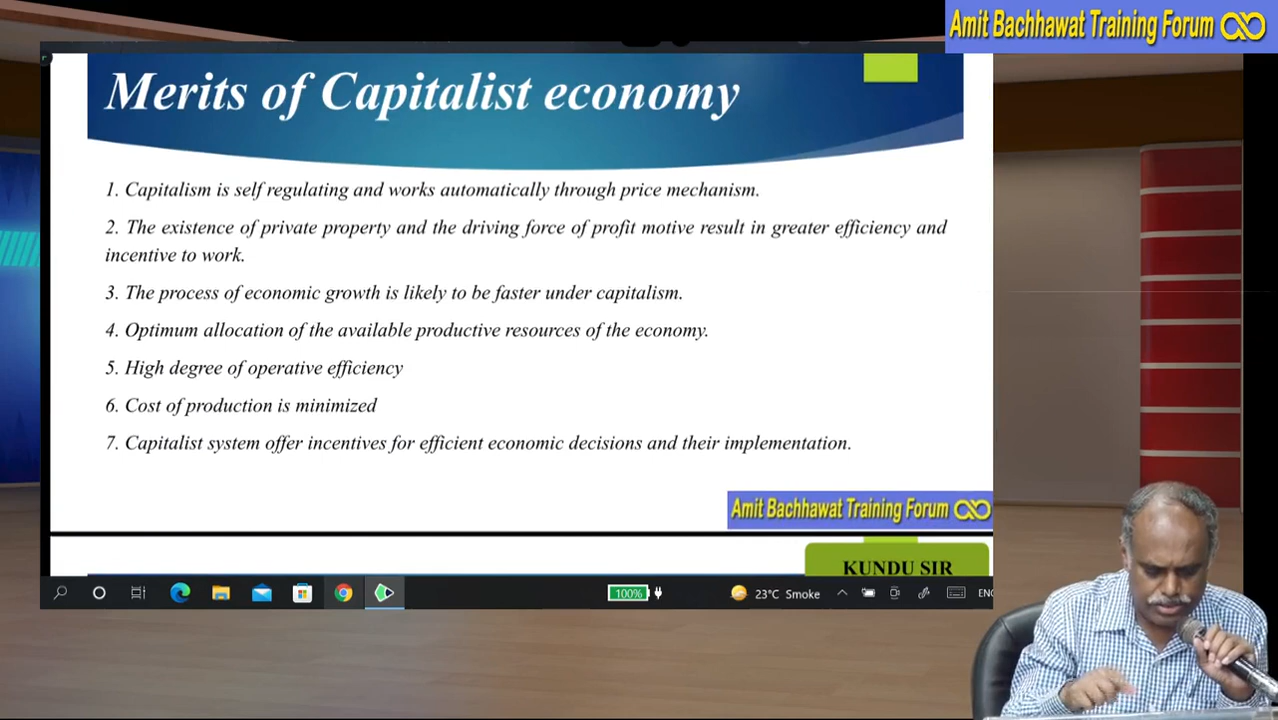 Amit Bachhawat Training Forum
Merits of Capitalist economy
1. Capitalism is self regulating and works automatically through price mechanism.
2. The existence of private property and the driving force of profit motive result in greater efficiency and
incentive to work.
3. The process of economic growth is likely to be faster under capitalism.
4. Optimum allocation of the available productive resources of the economy.
5. High degree of operative efficiency
6. Cost of production is minimized
7. Capitalist system offer incentives for efficient economic decisions and their implementation.
Amit Bachhawat Training Forum
KUNDU SIR
100%
23°C Smoke
ENG